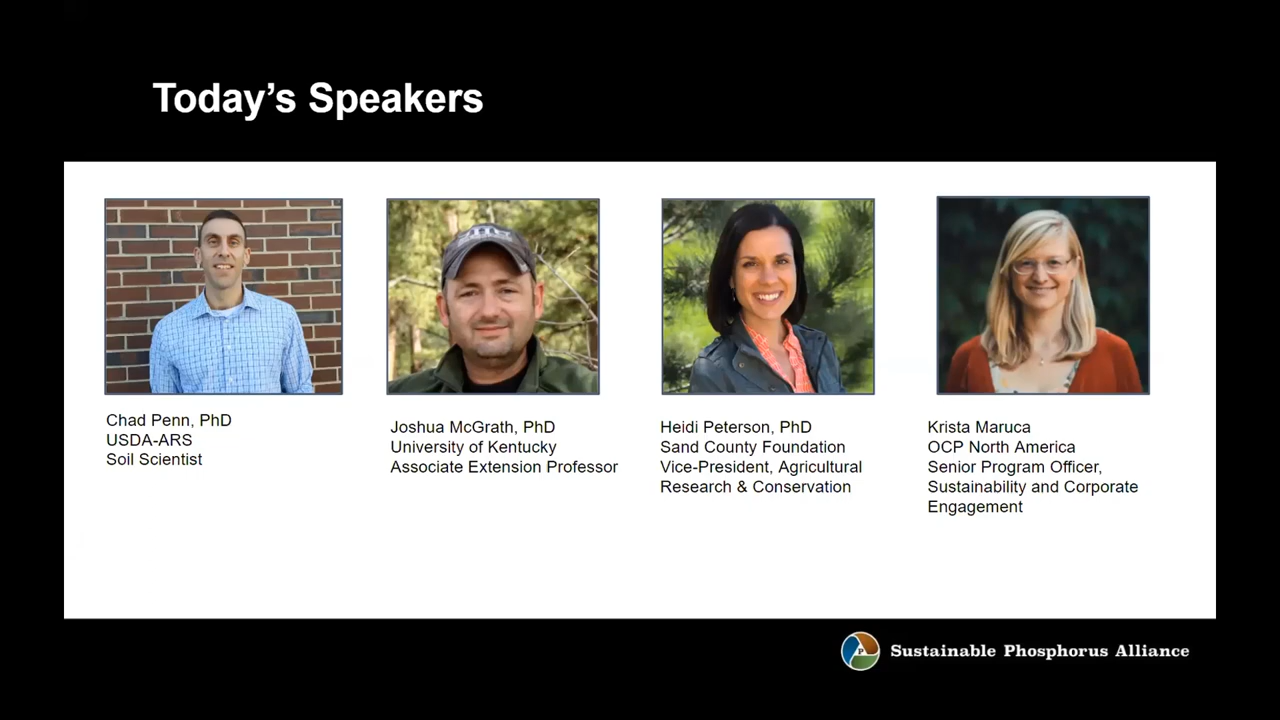 Today's Speakers
Chad Penn, PhD
USDA-ARS
Soil Scientist
Joshua McGrath, PhD
University of Kentucky
Associate Extension Professor
Heidi Peterson, PhD
Sand County Foundation
Vice-President, Agricultural
Research & Conservation
Krista Maruca
OCP North America
Senior Program Officer,
Sustainability and Corporate
Engagement
P
Sustainable Phosphorus Alliance